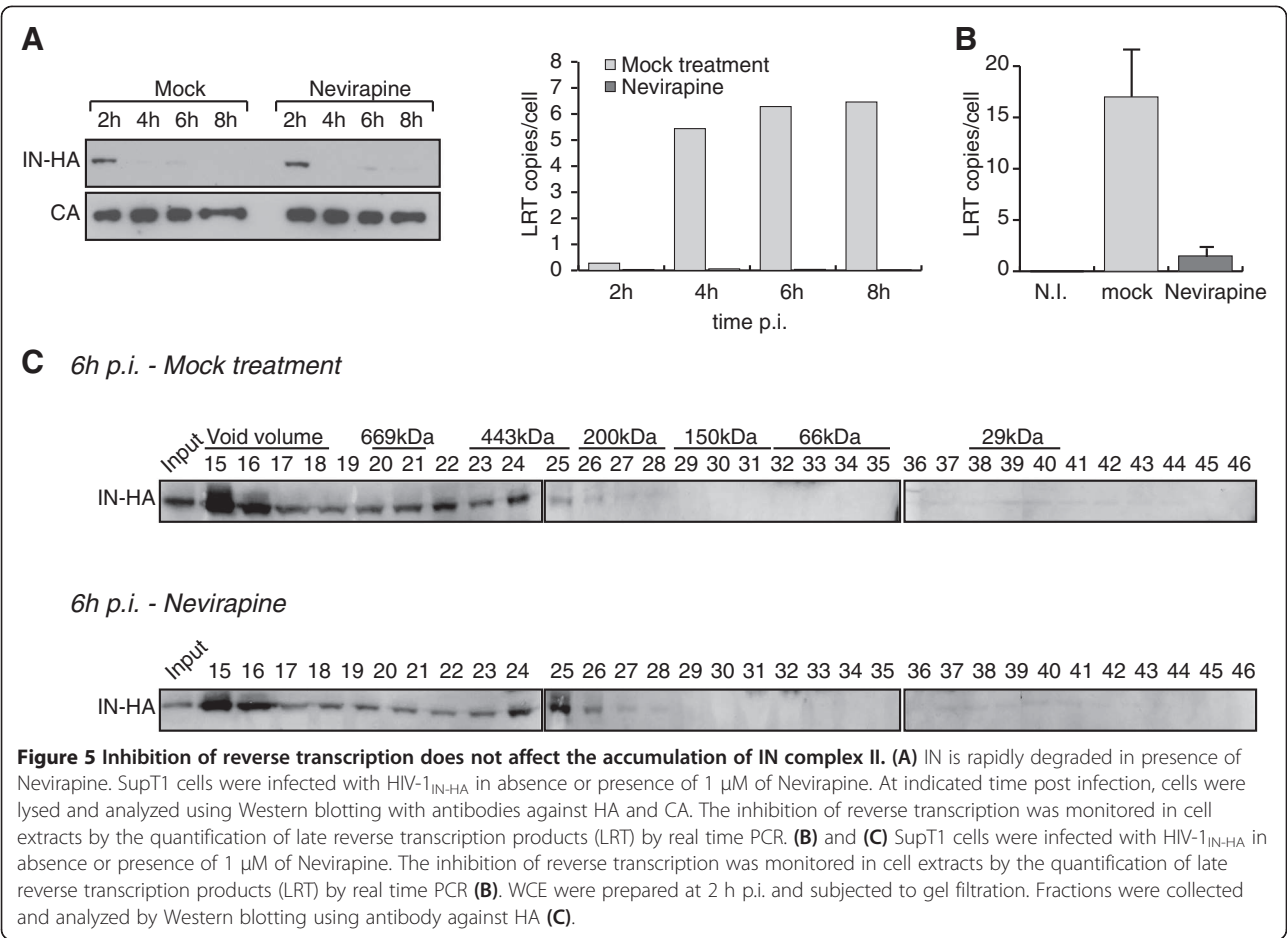 A
Mock Nevirapine
2h 4h 6h 8h 2h 4h 6h 8h
IN-HA
CA
8
7
6
5
4
3
2
1
0
LRT copies/cell
Mock treatment
Nevirapine
2h 4h 6h 8h
time p.i.
B
20
15
10
5
0
LRT copies/cell
N.I. mock Nevirapine
C 6h p.i. - Mock treatment
Input Void volume 669kDa 443kDa 200kDa 150kDa 66kDa 29kDa
15 16 17 18 19 20 21 22 23 24 25 26 27 28 29 30 31 32 33 34 35 36 37 38 39 40 41 42 43 44 45 46
IN-HA
6h p.i. - Nevirapine
Input 15 16 17 18 19 20 21 22 23 24 25 26 27 28 29 30 31 32 33 34 35 36 37 38 39 40 41 42 43 44 45 46
IN-HA
Figure 5 Inhibition of reverse transcription does not affect the accumulation of IN complex II. (A) IN is rapidly degraded in presence of
Nevirapine. SupT1 cells were infected with HIV-1IN-HA in absence or presence of 1 μM of Nevirapine. At indicated time post infection, cells were
lysed and analyzed using Western blotting with antibodies against HA and CA. The inhibition of reverse transcription was monitored in cell
extracts by the quantification of late reverse transcription products (LRT) by real time PCR. (B) and (C) SupT1 cells were infected with HIV-1IN-HA in
absence or presence of 1 μM of Nevirapine. The inhibition of reverse transcription was monitored in cell extracts by the quantification of late
reverse transcription products (LRT) by real time PCR (B). WCE were prepared at 2 h p.i. and subjected to gel filtration. Fractions were collected
and analyzed by Western blotting using antibody against HA (C).